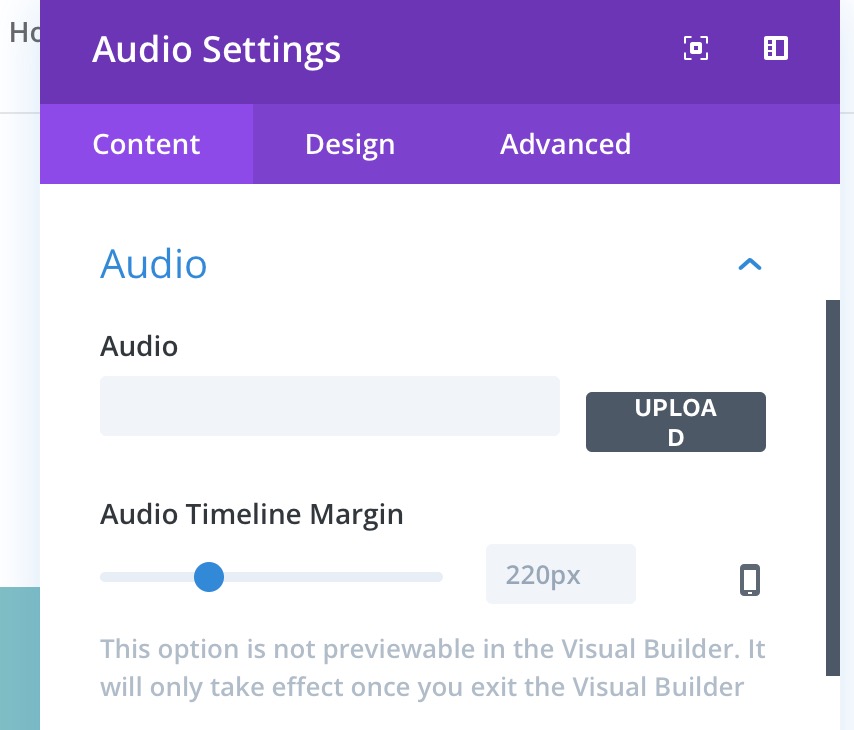 Ho
Audio Settings
Content Design Advanced
Audio
Audio
UPLOA
D
Audio Timeline Margin
220px
This option is not previewable in the Visual Builder. It
will only take effect once you exit the Visual Builder